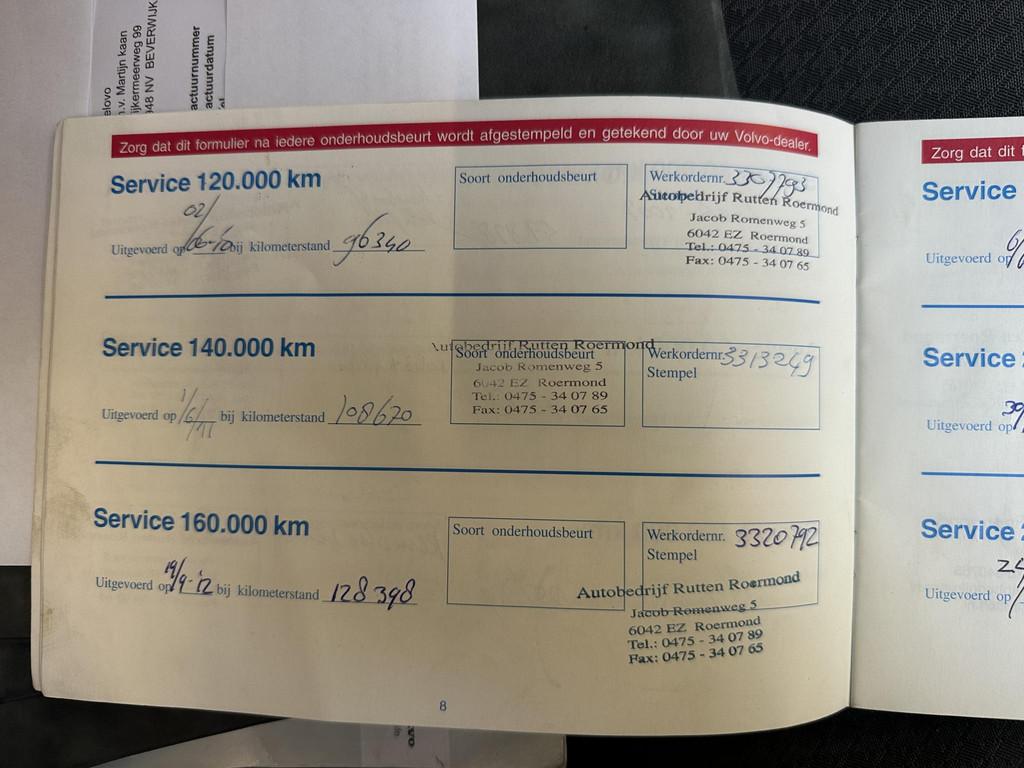 elovo
n.v. Martijn kaan
ijkermeerweg 99
948 NV BEVERWIJK
actuurnummer
actuurdatum
Zorg dat dit formulier na iedere onderhoudsbeurt wordt afgestempeld en getekend door uw Volvo-dealer.
Service 120.000 km
Soort onderhoudsbeurt
Werkordernr. 3307793
Stempel
Autobedrijf Rutten Roermond
Jacob Romenweg 5
6042 EZ Roermond
Tel.: 0475 - 34 07 89
Fax: 0475 - 34 07 65
02/
Uitgevoerd op 06-10 bij kilometerstand 96340
Service 140.000 km
Autobedrijf Rutten Roermond
Soort onderhoudsbeurt
Jacob Romenweg 5
6042 EZ Roermond
Tel.: 0475 - 34 07 89
Fax: 0475 - 34 07 65
Werkordernr. 3313249
Stempel
Uitgevoerd op 1/6/11 bij kilometerstand 108670
Service 160.000 km
Soort onderhoudsbeurt
Werkordernr. 3320792
Stempel
Autobedrijf Rutten Roermond
Jacob Romenweg 5
6042 EZ Roermond
Tel.: 0475 - 34 07 89
Fax: 0475 - 34 07 65
Uitgevoerd op 19/9-'12 bij kilometerstand 128398
8
Zorg dat dit f
Service
Uitgevoerd op
Service 2
Uitgevoerd op
Service 2
Uitgevoerd op